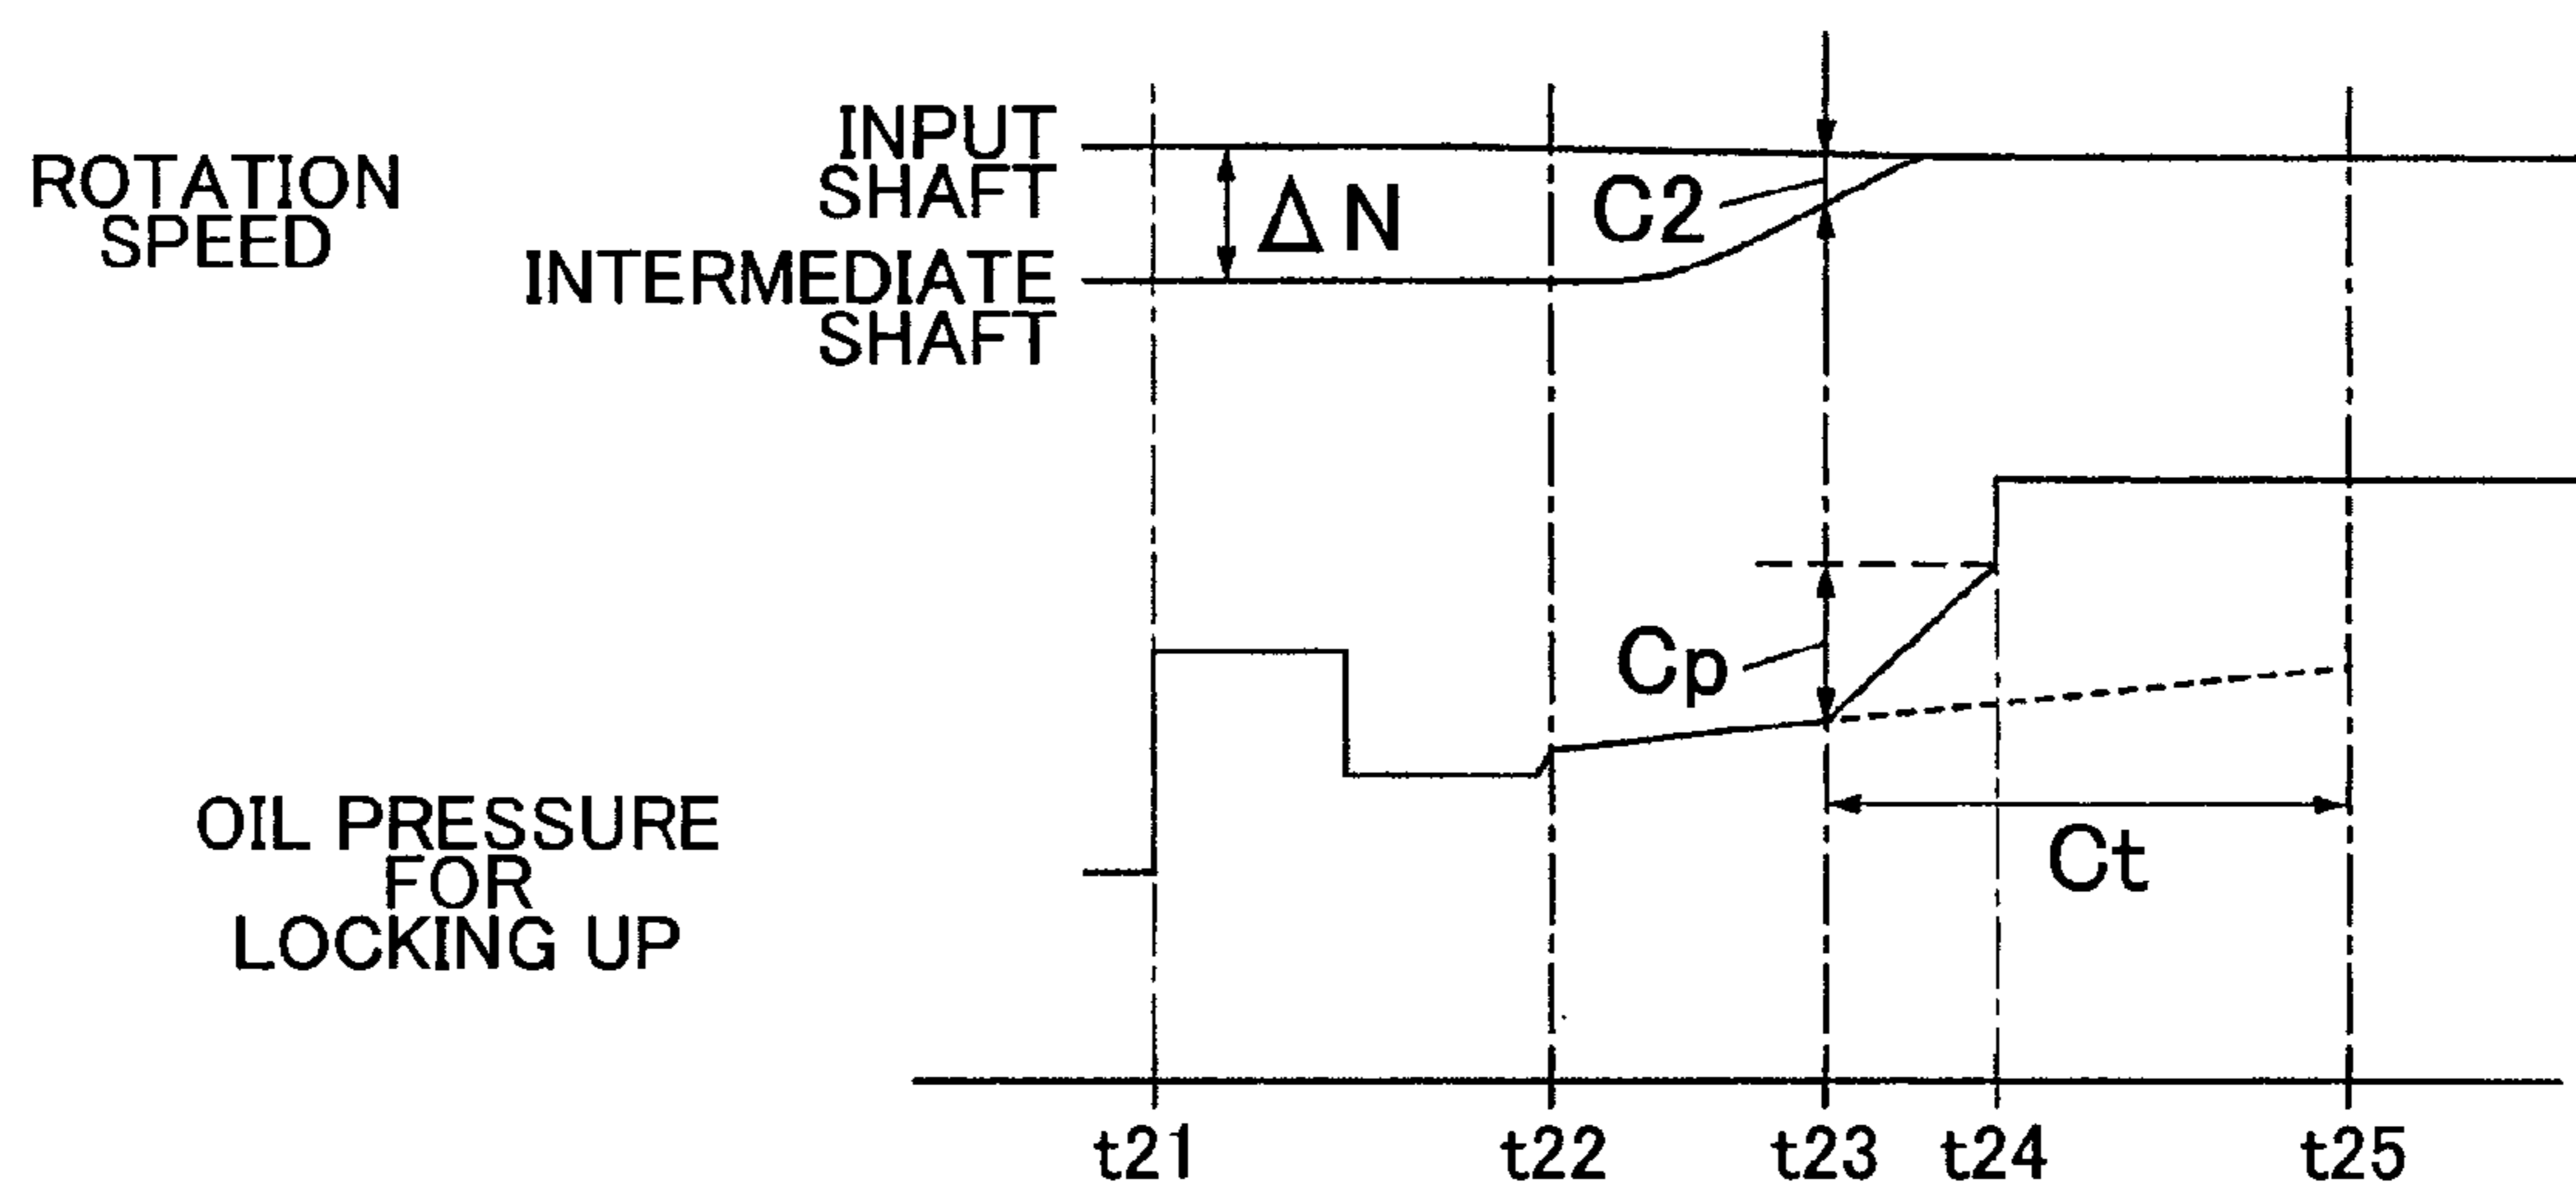 ROTATION
SPEED
INPUT
SHAFT
INTERMEDIATE
SHAFT
ΔN
C2
Cp
Ct
OIL PRESSURE
FOR
LOCKING UP
t21
t22
t23
t24
t25